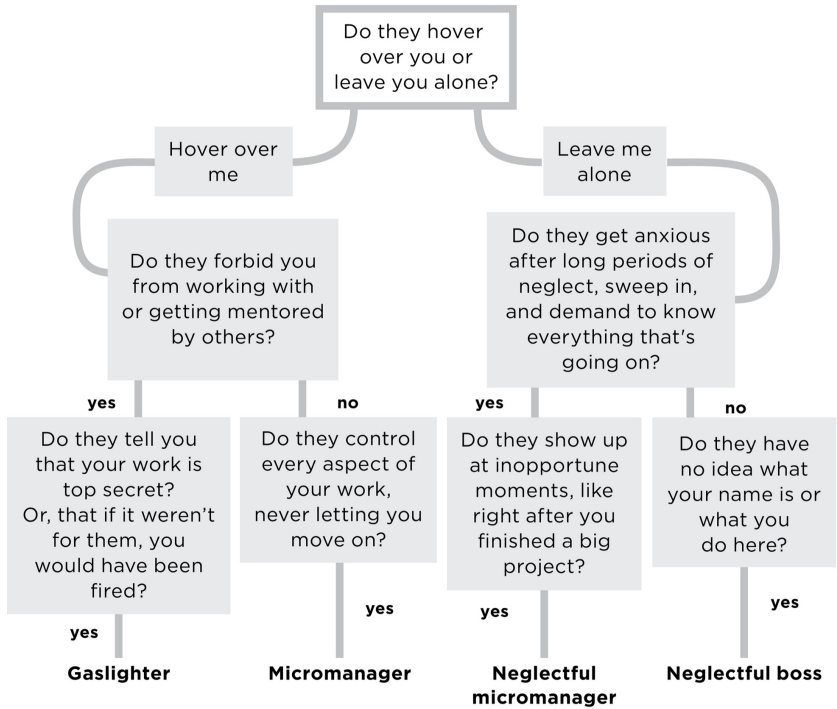 Do they hover
over you or
leave you alone?
Hover over
me
Leave me
alone
Do they forbid you
from working with
or getting mentored
by others?
Do they get anxious
after long periods of
neglect, sweep in,
and demand to know
everything that's
going on?
yes
no
yes
no
Do they tell you
that your work is
top secret?
Or, that if it weren't
for them, you
would have been
fired?
Do they control
every aspect of
your work,
never letting you
move on?
Do they show up
at inopportune
moments, like
right after you
finished a big
project?
Do they have
no idea what
your name is or
what you
do here?
yes
yes
yes
yes
Gaslighter
Micromanager
Neglectful
micromanager
Neglectful boss